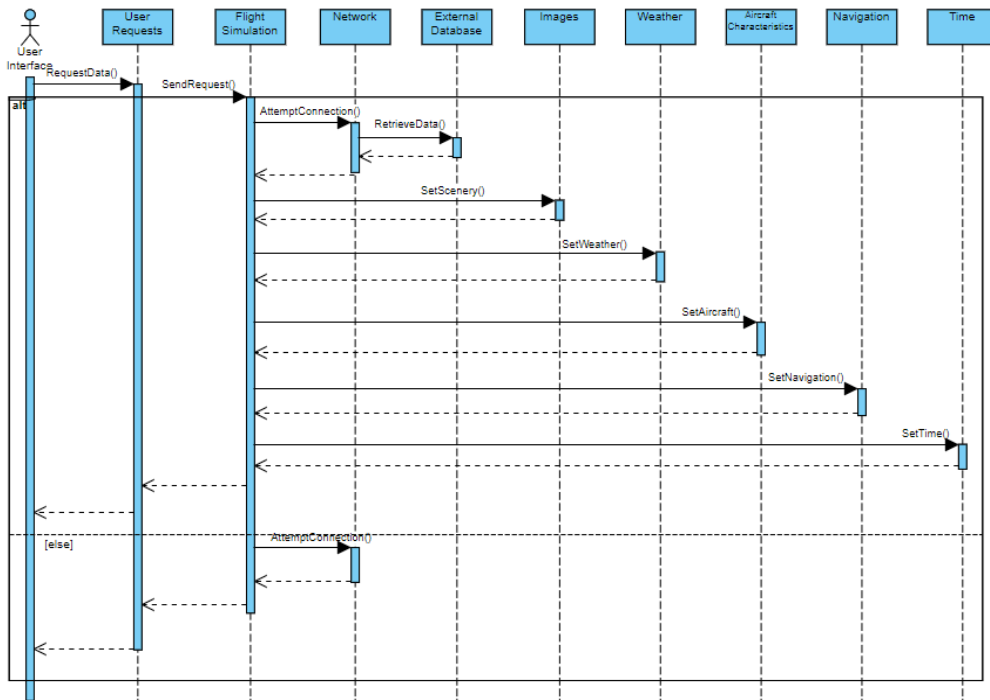 User
Requests
Flight
Simulation
Network
External
Database
Images
Weather
Aircraft
Characteristics
Navigation
Time
User
Interface
RequestData()
SendRequest()
alt
AttemptConnection()
RetrieveData()
SetScenery()
SetWeather()
SetAircraft()
SetNavigation()
SetTime()
[else]
AttemptConnection()